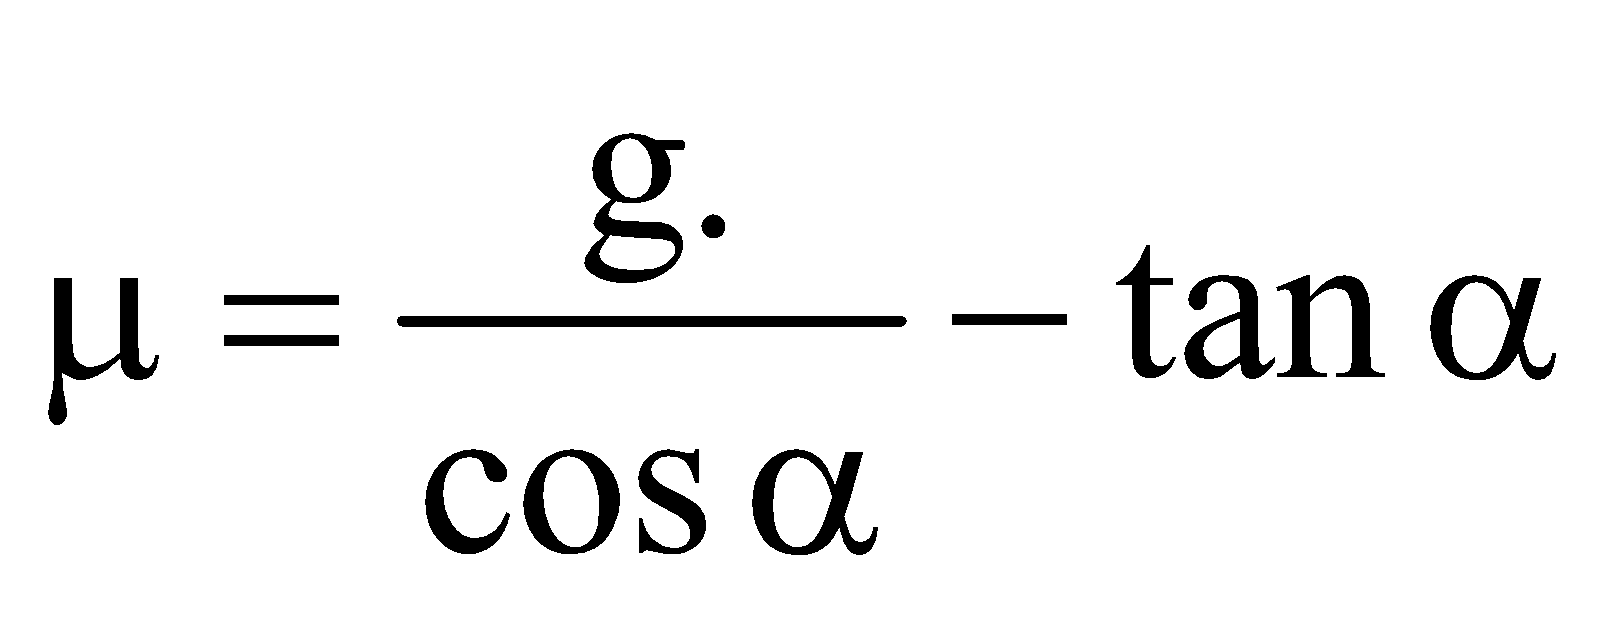 μ = g. / cos α − tan α